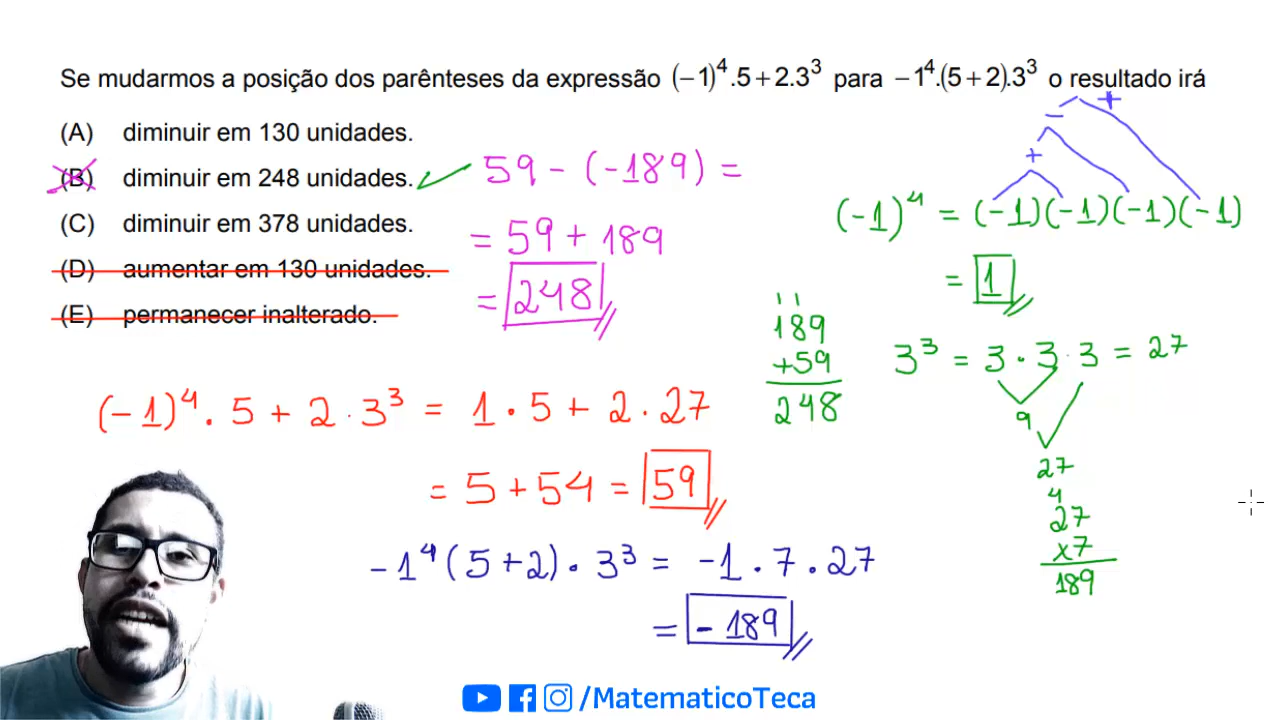 Se mudarmos a posição dos parênteses da expressão (−1)⁴.5+2.3³ para −1⁴.(5+2).3³ o resultado irá
(A) diminuir em 130 unidades.
(B) diminuir em 248 unidades.
(C) diminuir em 378 unidades.
(D) aumentar em 130 unidades.
(E) permanecer inalterado.
59 - (-189) =
= 59 + 189
= 248
+
-
+
(-1)⁴ = (-1)(-1)(-1)(-1)
= 1
1 1
189
+59
248
3³ = 3 · 3 · 3 = 27
9
27
4
27
x7
189
(-1)⁴ . 5 + 2 · 3³ = 1 · 5 + 2 · 27
= 5 + 54 = 59
-1⁴ (5+2) · 3³ = -1 · 7 · 27
= -189
/MatematicoTeca